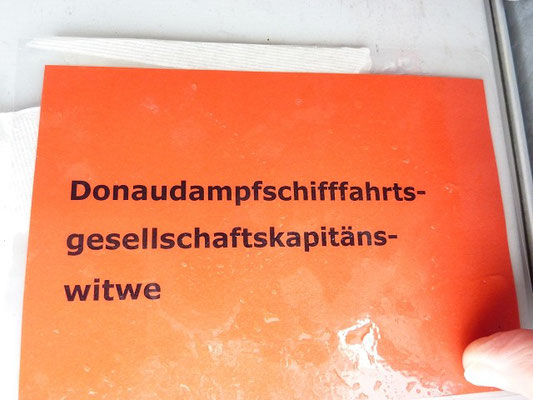 Donaudampfschifffahrts-
gesellschaftskapitäns-
witwe